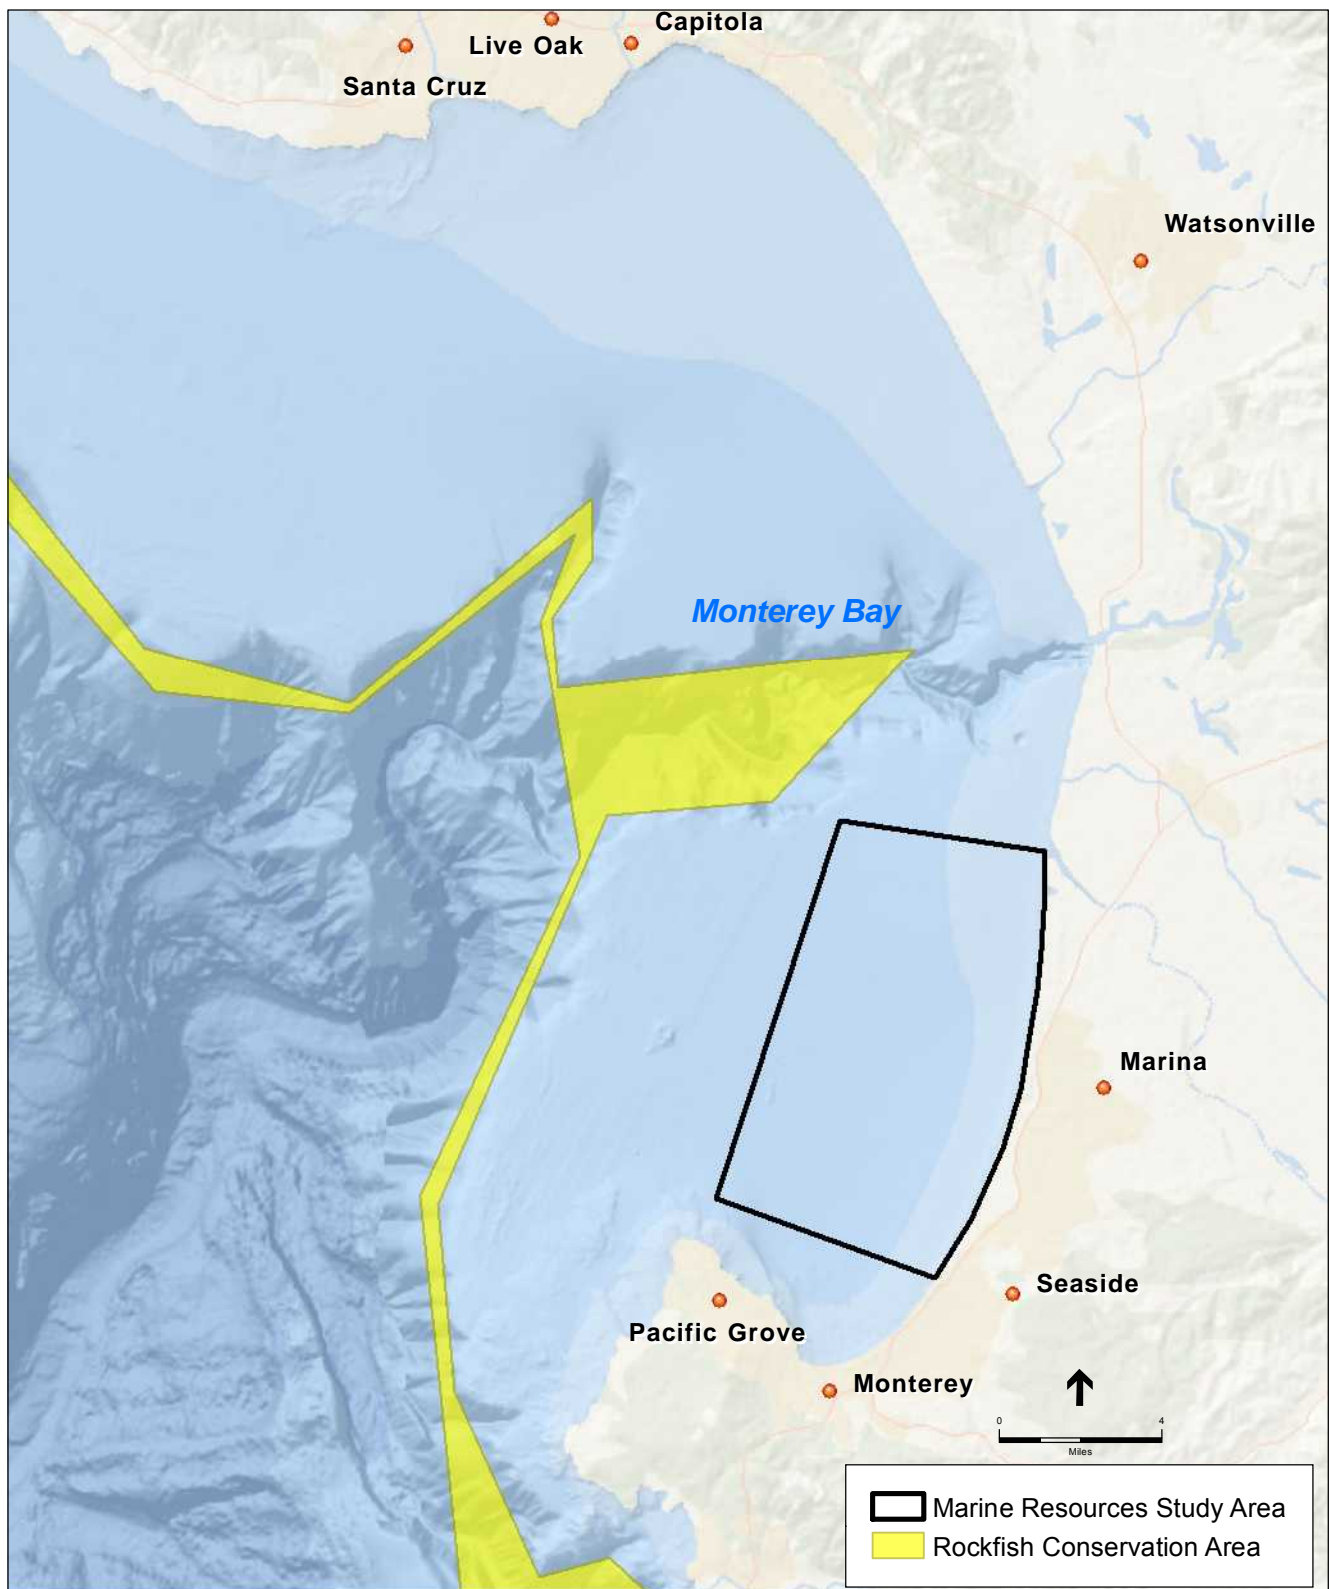 Capitola
Live Oak
Santa Cruz
Watsonville
Monterey Bay
Marina
Seaside
Pacific Grove
Monterey
0 4
Miles
Marine Resources Study Area
Rockfish Conservation Area